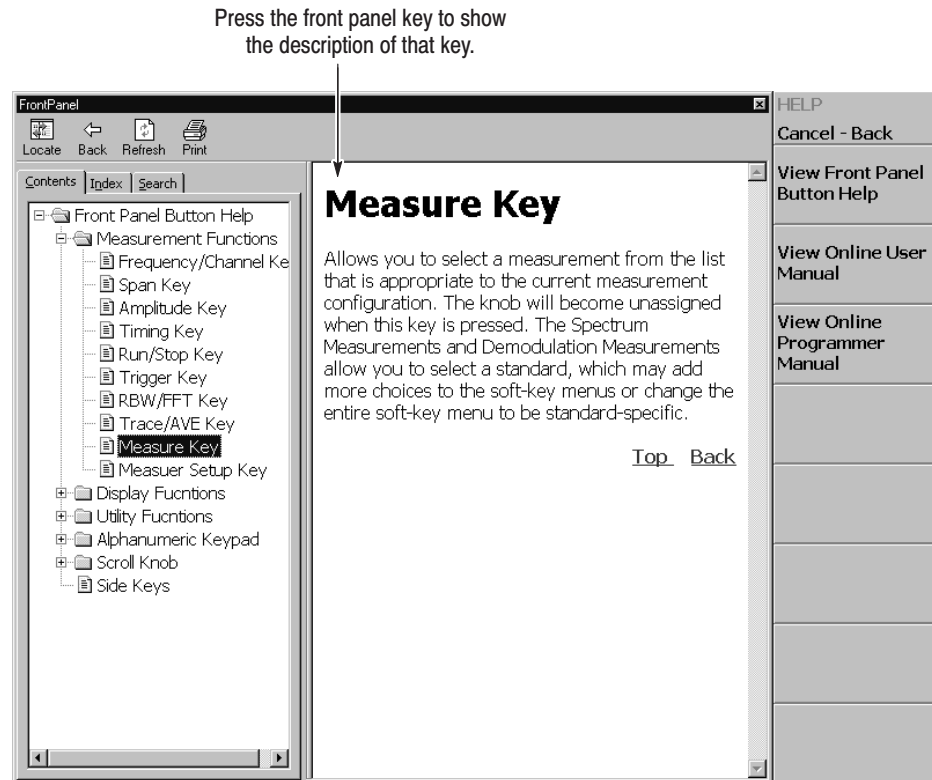 Press the front panel key to show
the description of that key.
FrontPanel
Locate Back Refresh Print
Contents Index Search
Front Panel Button Help
Measurement Functions
Frequency/Channel Ke
Span Key
Amplitude Key
Timing Key
Run/Stop Key
Trigger Key
RBW/FFT Key
Trace/AVE Key
Measure Key
Measuer Setup Key
Display Fucntions
Utility Fucntions
Alphanumeric Keypad
Scroll Knob
Side Keys
Measure Key
Allows you to select a measurement from the list
that is appropriate to the current measurement
configuration. The knob will become unassigned
when this key is pressed. The Spectrum
Measurements and Demodulation Measurements
allow you to select a standard, which may add
more choices to the soft-key menus or change the
entire soft-key menu to be standard-specific.
Top Back
HELP
Cancel - Back
View Front Panel
Button Help
View Online User
Manual
View Online
Programmer
Manual